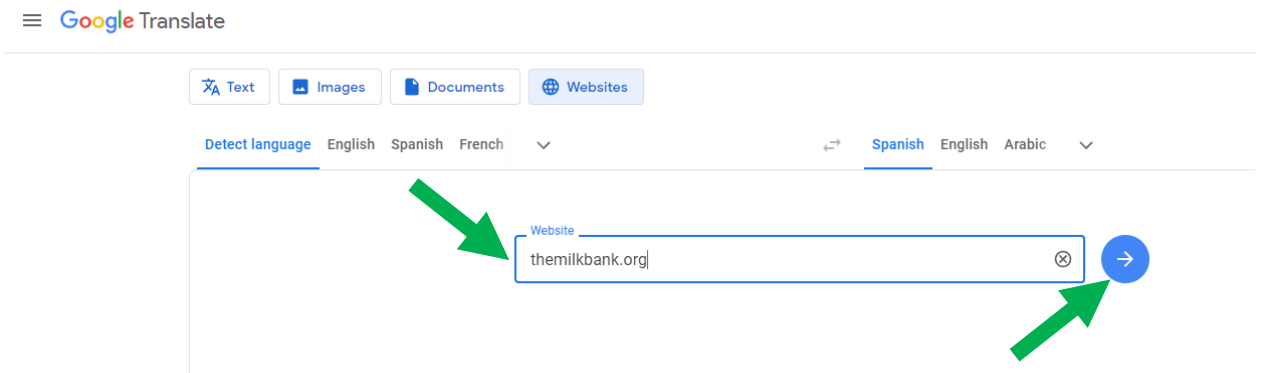 Google Translate
Text Images Documents Websites
Detect language English Spanish French Spanish English Arabic
Website
themilkbank.org